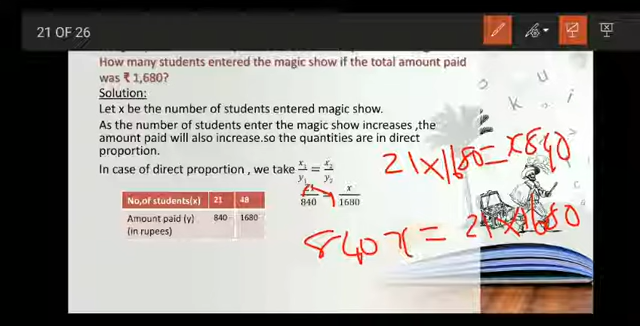 21 OF 26
How many students entered the magic show if the total amount paid
was ₹ 1,680?
Solution:
Let x be the number of students entered magic show.
As the number of students enter the magic show increases ,the
amount paid will also increase.so the quantities are in direct
proportion.
In case of direct proportion , we take x₁/y₁ = x₂/y₂
21/840 = x/1680
No,of students(x) 21 48
Amount paid (y) 840 1680
(in rupees)
21x1680=x840
840x=21x1680